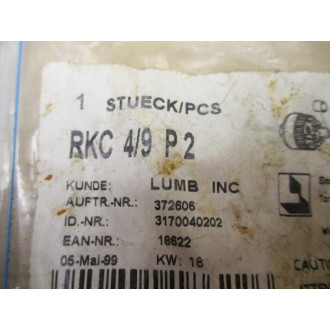 1 STUECK/PCS
RKC 4/9 P 2
KUNDE: LUMB INC
AUFTR.-NR.: 372606
ID.-NR.: 3170040202
EAN-NR.: 18622
05-Mai-99 KW: 18
CAUTI